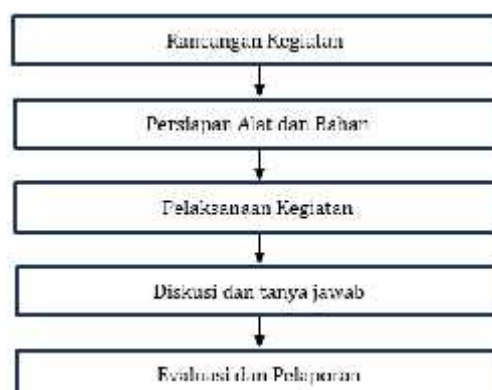 Rancangan Kegiatan
Persiapan Alat dan Bahan
Pelaksanaan Kegiatan
Diskusi dan tanya jawab
Evaluasi dan Pelaporan